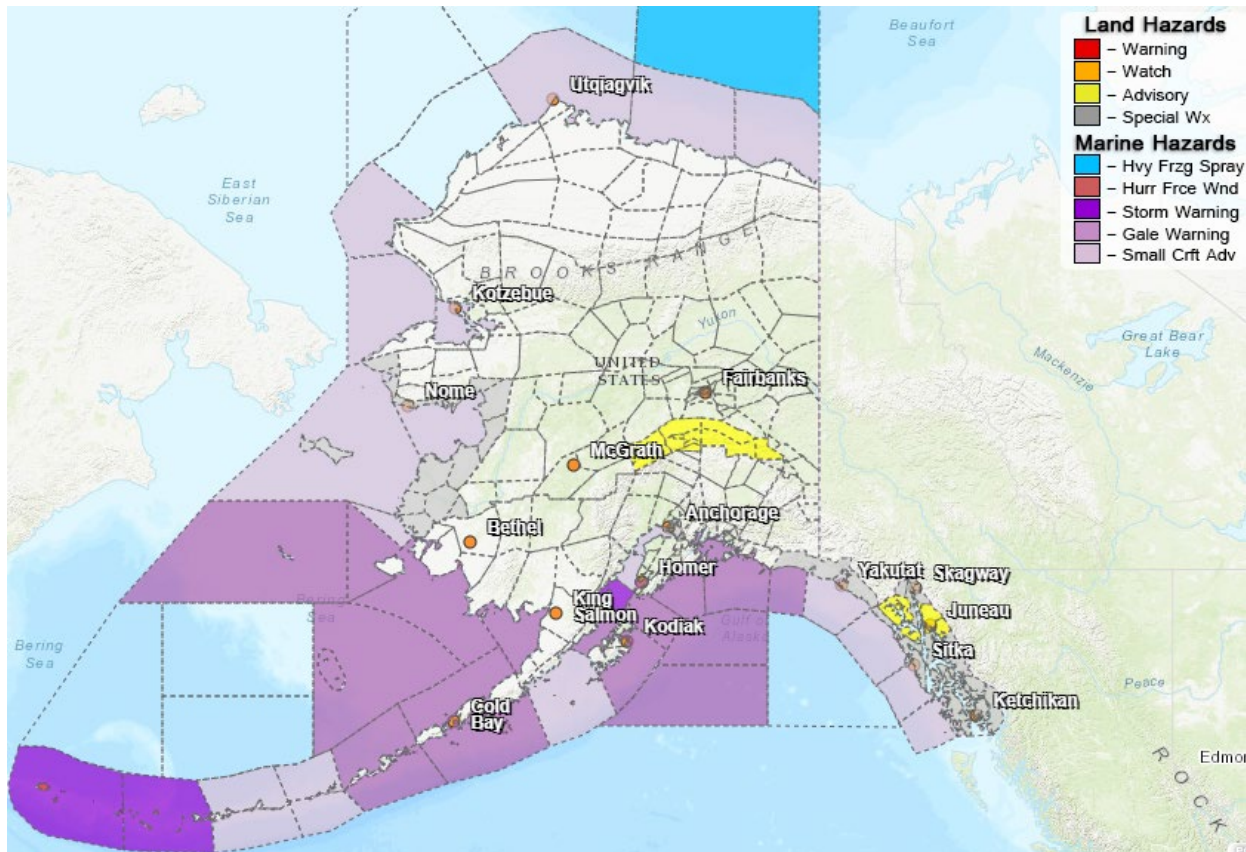 Beaufort
Sea
Land Hazards
– Warning
– Watch
– Advisory
– Special Wx
Marine Hazards
– Hvy Frzg Spray
– Hurr Frce Wnd
– Storm Warning
– Gale Warning
– Small Crft Adv
Utqiagvik
East
Siberian
Sea
BROOKS RANGE
Kotzebue
Yukon
Great Bear
Lake
Mackenzie
UNITED
STATES
Nome
Fairbanks
McGrath
Anchorage
Bethel
Homer
Yakutat
Skagway
King
Salmon
Juneau
Bering
Sea
Kodiak
Gulf of
Alaska
Sitka
Bering
Sea
Ketchikan
Peace
Cold
Bay
Edmon
ROCK